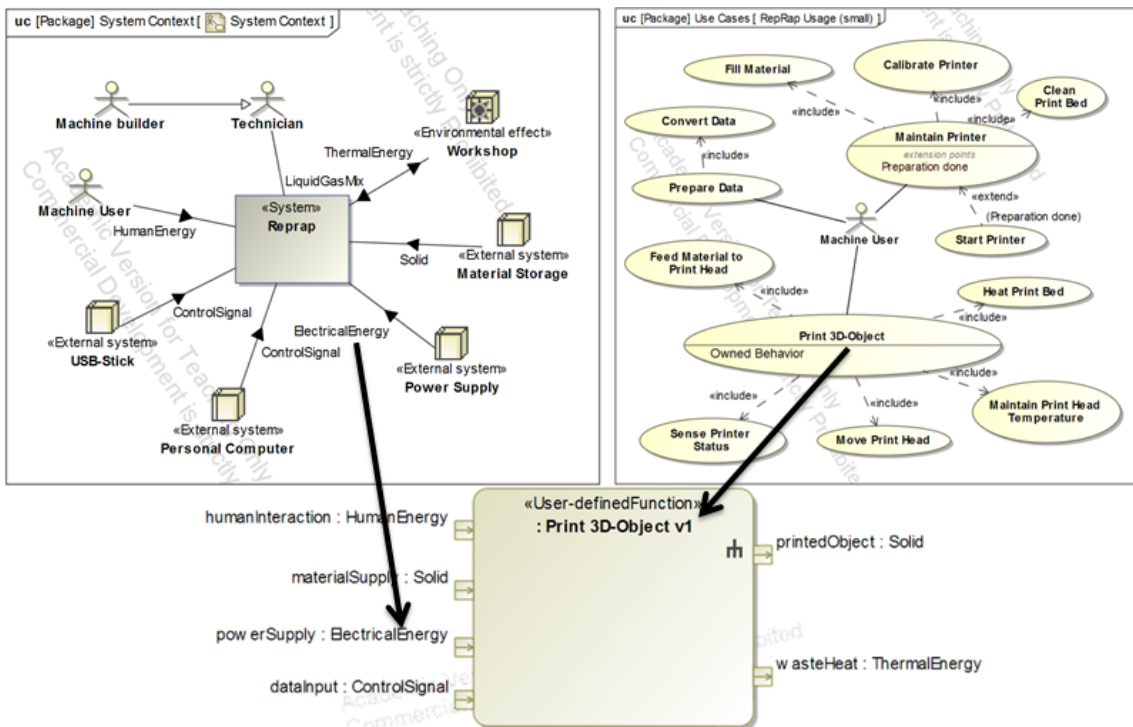 uc [Package] System Context [ System Context ]
Machine builder
Technician
«Environmental effect»
Workshop
ThermalEnergy
LiquidGasMix
Machine User
HumanEnergy
«System»
Reprap
Solid
«External system»
Material Storage
ControlSignal
«External system»
USB-Stick
ElectricalEnergy
ControlSignal
«External system»
Power Supply
«External system»
Personal Computer
uc [Package] Use Cases [ RepRap Usage (small) ]
Fill Material
Calibrate Printer
Clean
Print Bed
«include»
«include»
«include»
Convert Data
«include»
Maintain Printer
extension points
Preparation done
Prepare Data
«extend»
(Preparation done)
Machine User
Start Printer
Feed Material to
Print Head
«include»
Heat Print Bed
«include»
Print 3D-Object
Owned Behavior
«include»
«include»
«include»
«include»
Maintain Print Head
Temperature
Sense Printer
Status
Move Print Head
«User-definedFunction»
: Print 3D-Object v1
humanInteraction : HumanEnergy
materialSupply : Solid
powerSupply : ElectricalEnergy
dataInput : ControlSignal
printedObject : Solid
wasteHeat : ThermalEnergy